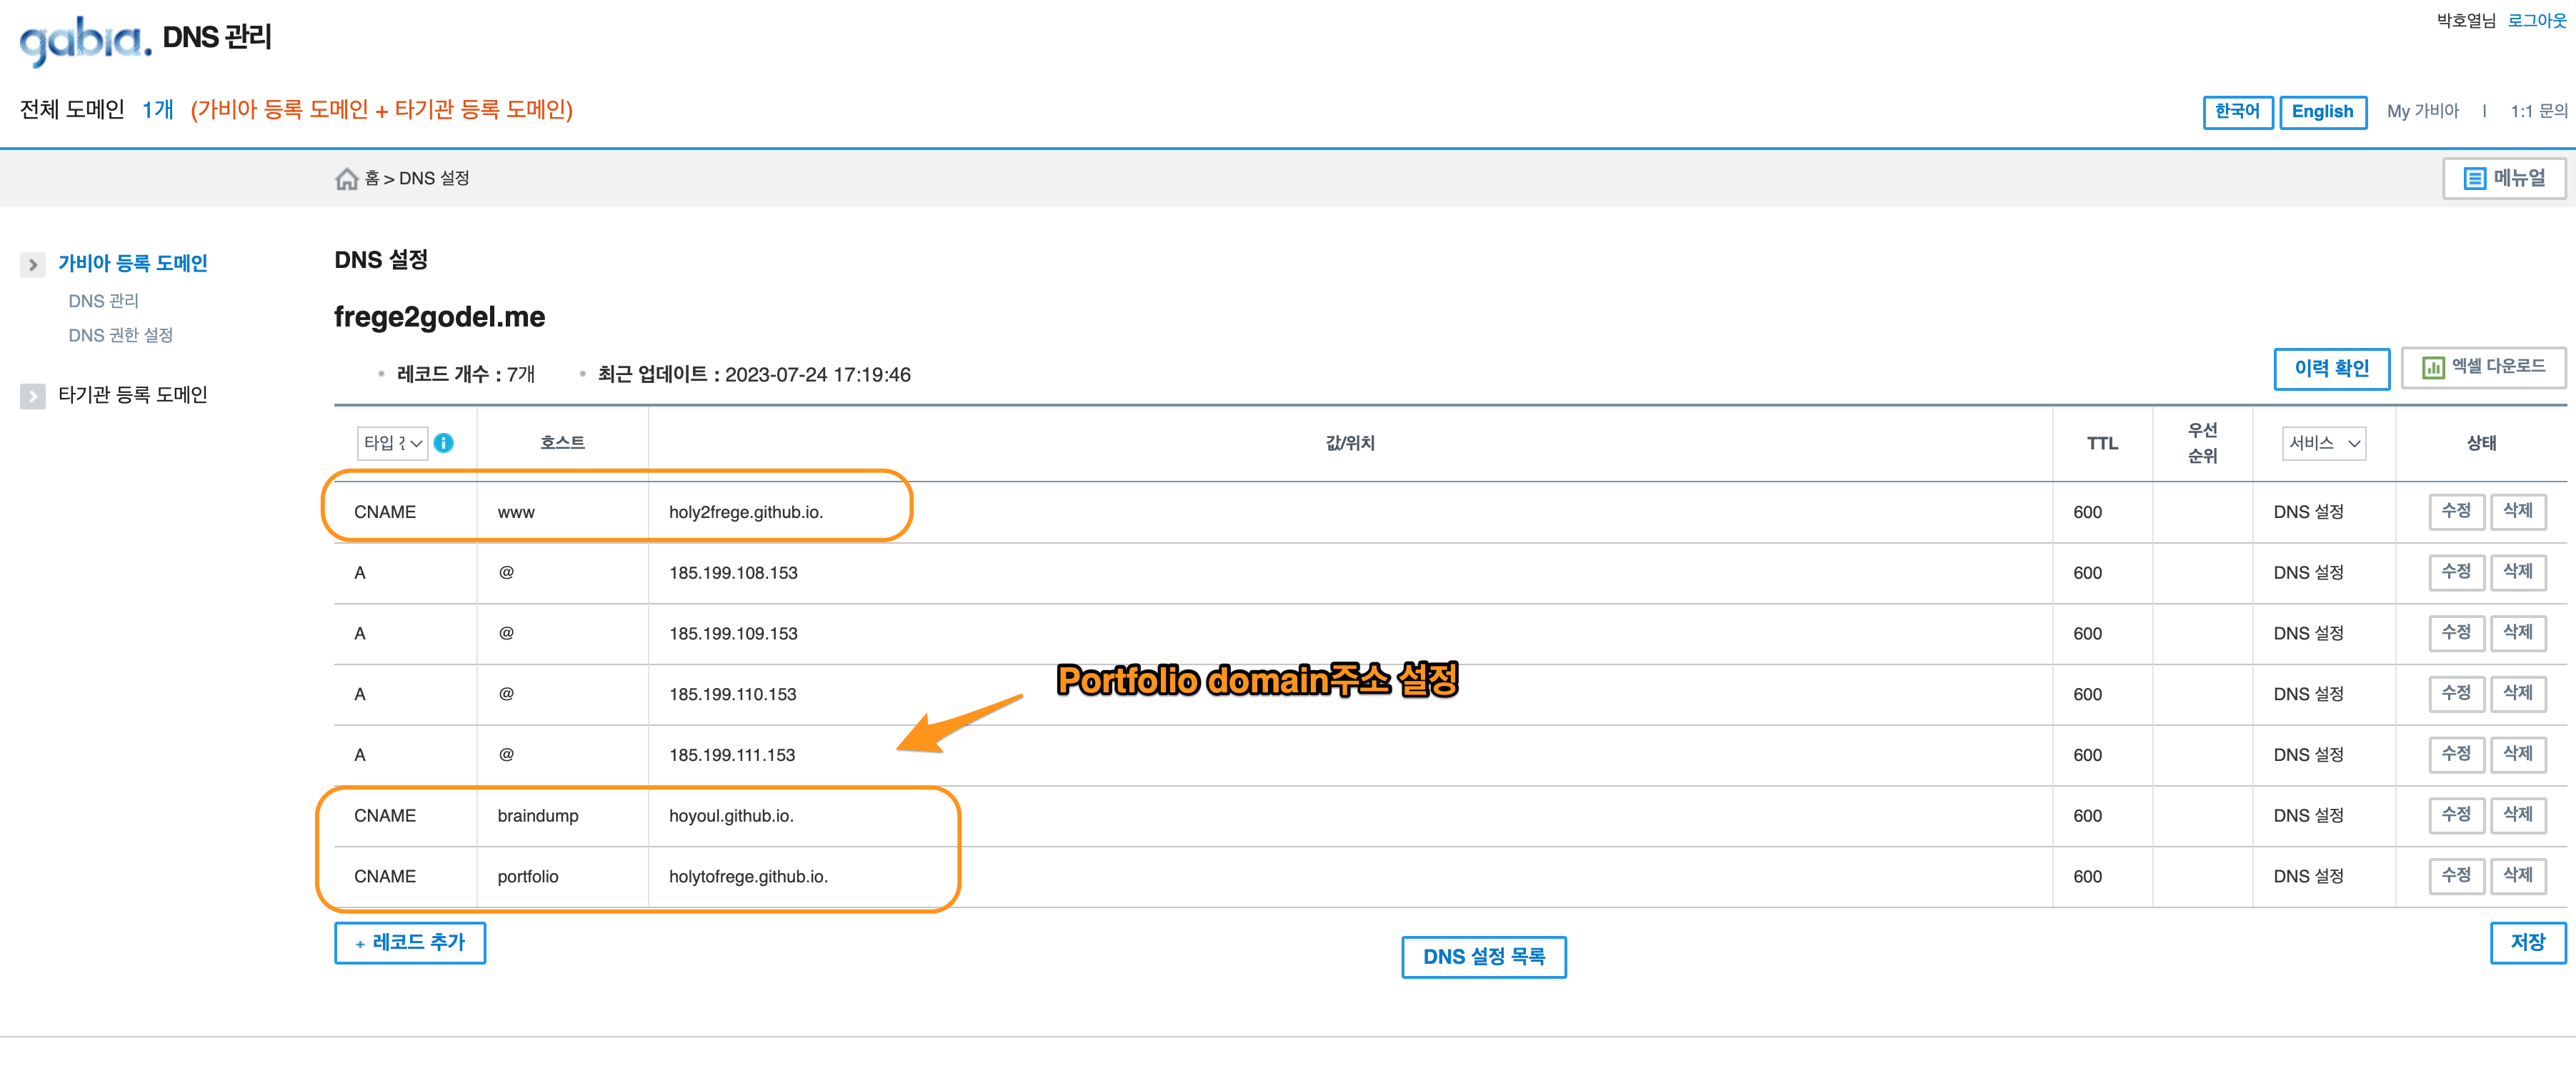 gabia. DNS 관리
박호열님 로그아웃
전체 도메인 1개 (가비아 등록 도메인 + 타기관 등록 도메인)
한국어 English My 가비아 | 1:1 문의
홈 > DNS 설정
메뉴얼
가비아 등록 도메인
DNS 관리
DNS 권한 설정
타기관 등록 도메인
DNS 설정
frege2godel.me
• 레코드 개수 : 7개 • 최근 업데이트 : 2023-07-24 17:19:46
이력 확인 엑셀 다운로드
타입 호스트 값/위치 TTL 우선 순위 서비스 상태
CNAME www holy2frege.github.io. 600 DNS 설정 수정 삭제
A @ 185.199.108.153 600 DNS 설정 수정 삭제
A @ 185.199.109.153 600 DNS 설정 수정 삭제
Portfolio domain주소 설정
A @ 185.199.110.153 600 DNS 설정 수정 삭제
A @ 185.199.111.153 600 DNS 설정 수정 삭제
CNAME braindump hoyoul.github.io. 600 DNS 설정 수정 삭제
CNAME portfolio holytofrege.github.io. 600 DNS 설정 수정 삭제
+ 레코드 추가
DNS 설정 목록
저장